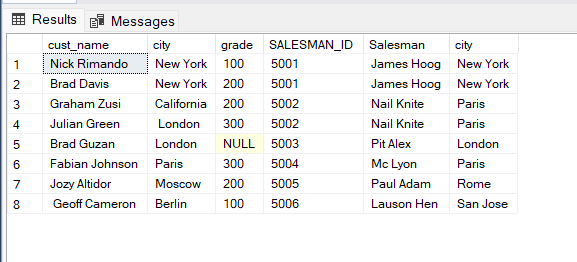 Results Messages
cust_name city grade SALESMAN_ID Salesman city
1 Nick Rimando New York 100 5001 James Hoog New York
2 Brad Davis New York 200 5001 James Hoog New York
3 Graham Zusi California 200 5002 Nail Knite Paris
4 Julian Green London 300 5002 Nail Knite Paris
5 Brad Guzan London NULL 5003 Pit Alex London
6 Fabian Johnson Paris 300 5004 Mc Lyon Paris
7 Jozy Altidor Moscow 200 5005 Paul Adam Rome
8 Geoff Cameron Berlin 100 5006 Lauson Hen San Jose